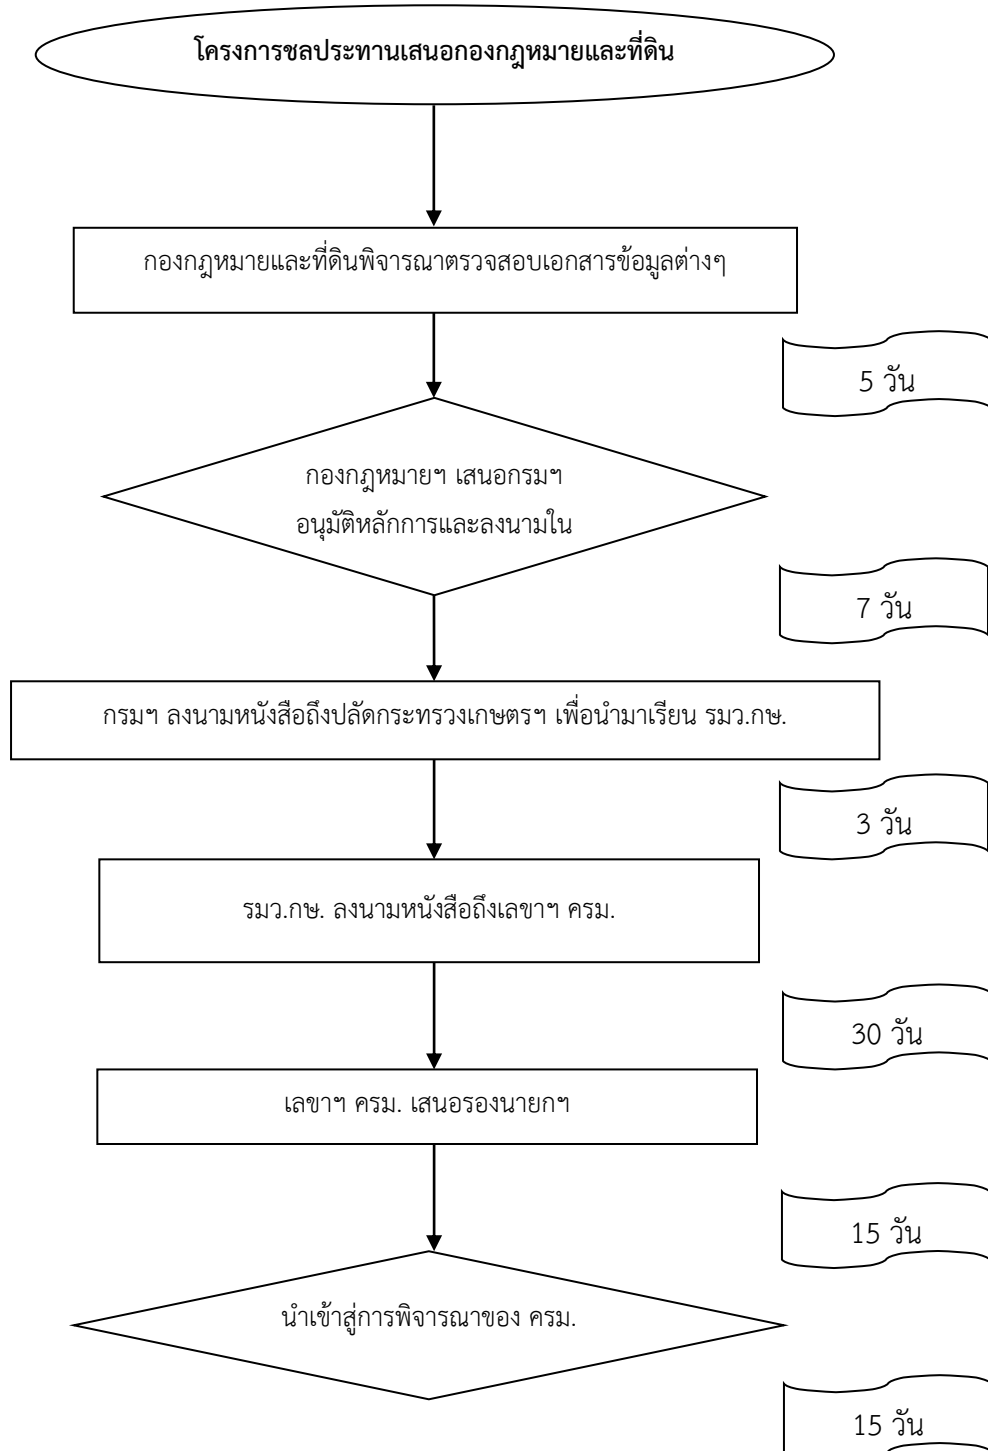 โครงการชลประทานเสนอกองกฎหมายและที่ดิน
กองกฎหมายและที่ดินพิจารณาตรวจสอบเอกสารข้อมูลต่างๆ
5 วัน
กองกฎหมายฯ เสนอกรมฯ
อนุมัติหลักการและลงนามใน
7 วัน
กรมฯ ลงนามหนังสือถึงปลัดกระทรวงเกษตรฯ เพื่อนำมาเรียน รมว.กษ.
3 วัน
รมว.กษ. ลงนามหนังสือถึงเลขาฯ ครม.
30 วัน
เลขาฯ ครม. เสนอรองนายกฯ
15 วัน
นำเข้าสู่การพิจารณาของ ครม.
15 วัน